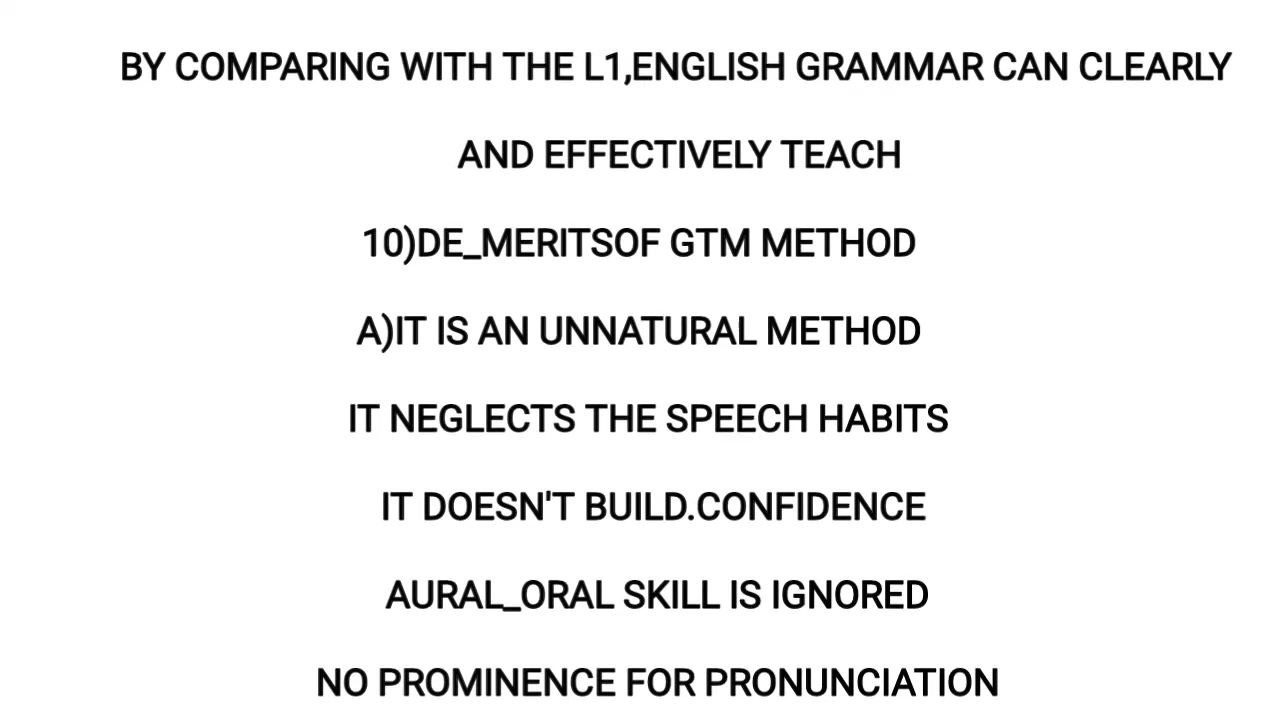 BY COMPARING WITH THE L1,ENGLISH GRAMMAR CAN CLEARLY
AND EFFECTIVELY TEACH
10)DE_MERITSOF GTM METHOD
A)IT IS AN UNNATURAL METHOD
IT NEGLECTS THE SPEECH HABITS
IT DOESN'T BUILD.CONFIDENCE
AURAL_ORAL SKILL IS IGNORED
NO PROMINENCE FOR PRONUNCIATION